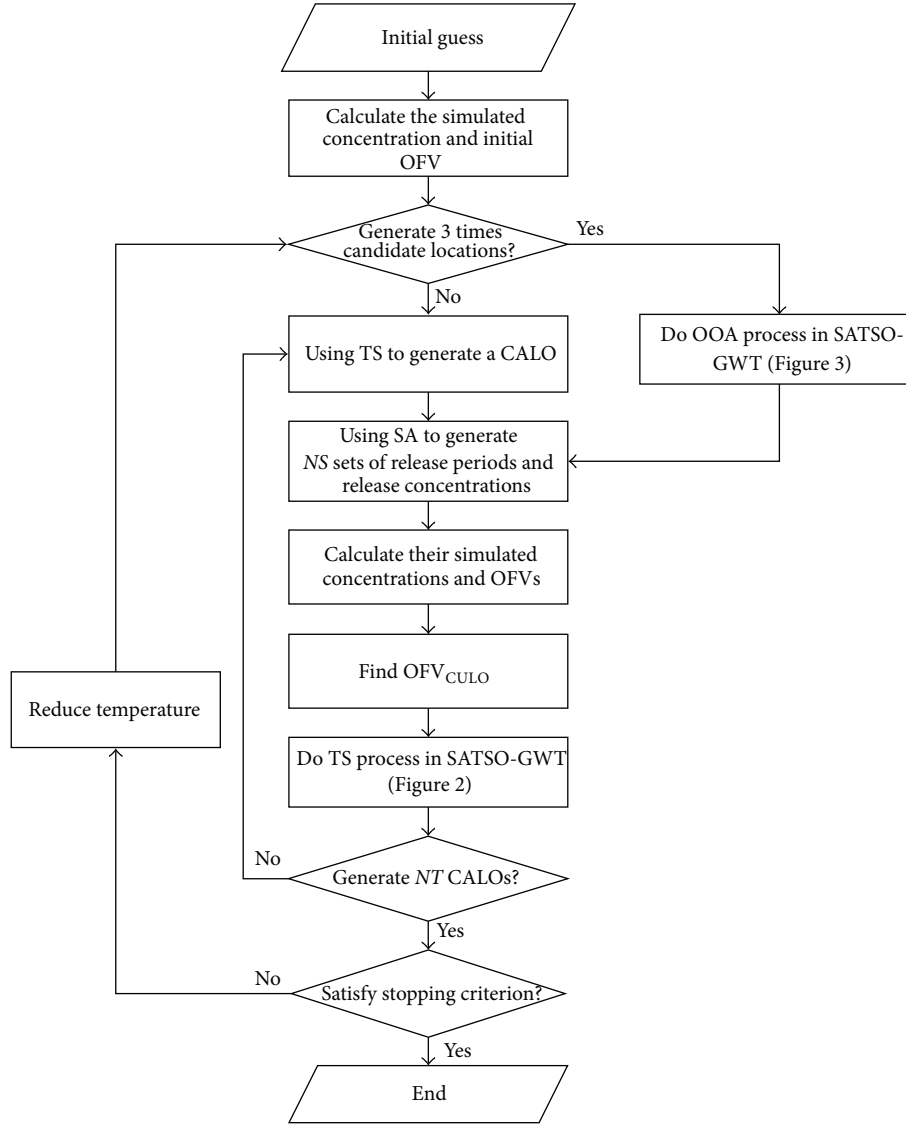 Initial guess
Calculate the simulated
concentration and initial
OFV
Generate 3 times
candidate locations?
Yes
No
Using TS to generate a CALO
Do OOA process in SATSO-
GWT (Figure 3)
Using SA to generate
NS sets of release periods and
release concentrations
Calculate their simulated
concentrations and OFVs
Find OFVCULO
Reduce temperature
Do TS process in SATSO-GWT
(Figure 2)
No
Generate NT CALOs?
Yes
No
Satisfy stopping criterion?
Yes
End